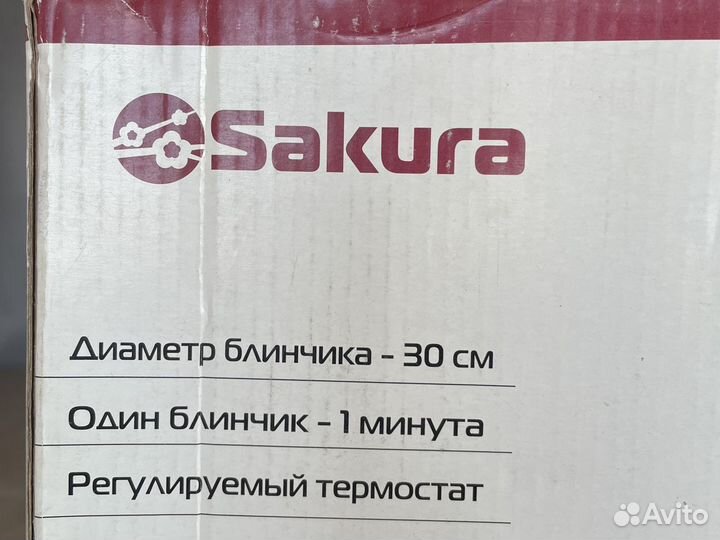 Sakura
Диаметр блинчика - 30 см
Один блинчик - 1 минута
Регулируемый термостат
Avito